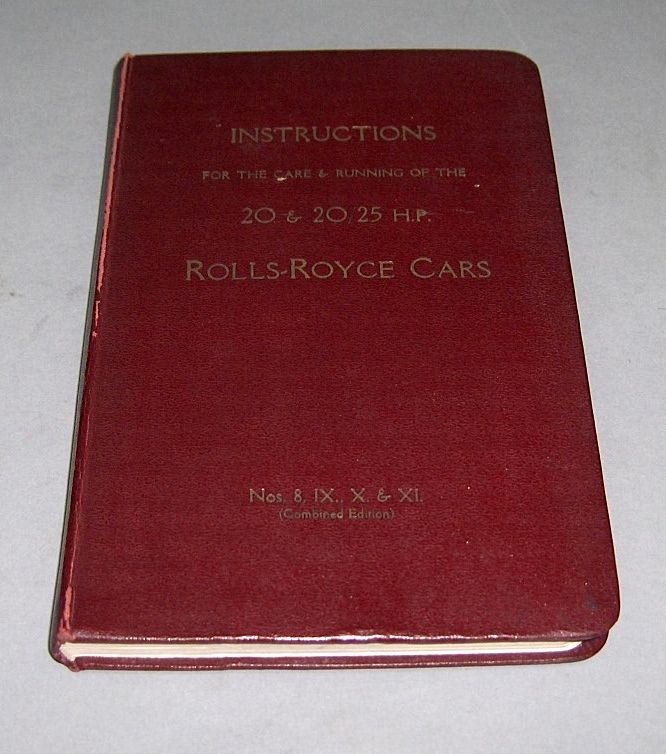 INSTRUCTIONS
FOR THE CARE & RUNNING OF THE
20 & 20/25 H.P.
ROLLS-ROYCE CARS
Nos. 8, IX., X. & XI.
(Combined Edition)